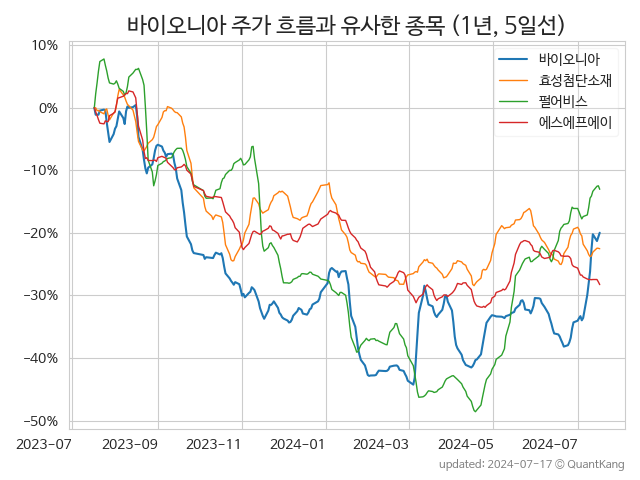 바이오니아 주가 흐름과 유사한 종목 (1년, 5일선)
10%
0%
−10%
−20%
−30%
−40%
−50%
바이오니아
효성첨단소재
펄어비스
에스에프에이
2023-07
2023-09
2023-11
2024-01
2024-03
2024-05
2024-07
updated: 2024-07-17 © QuantKang